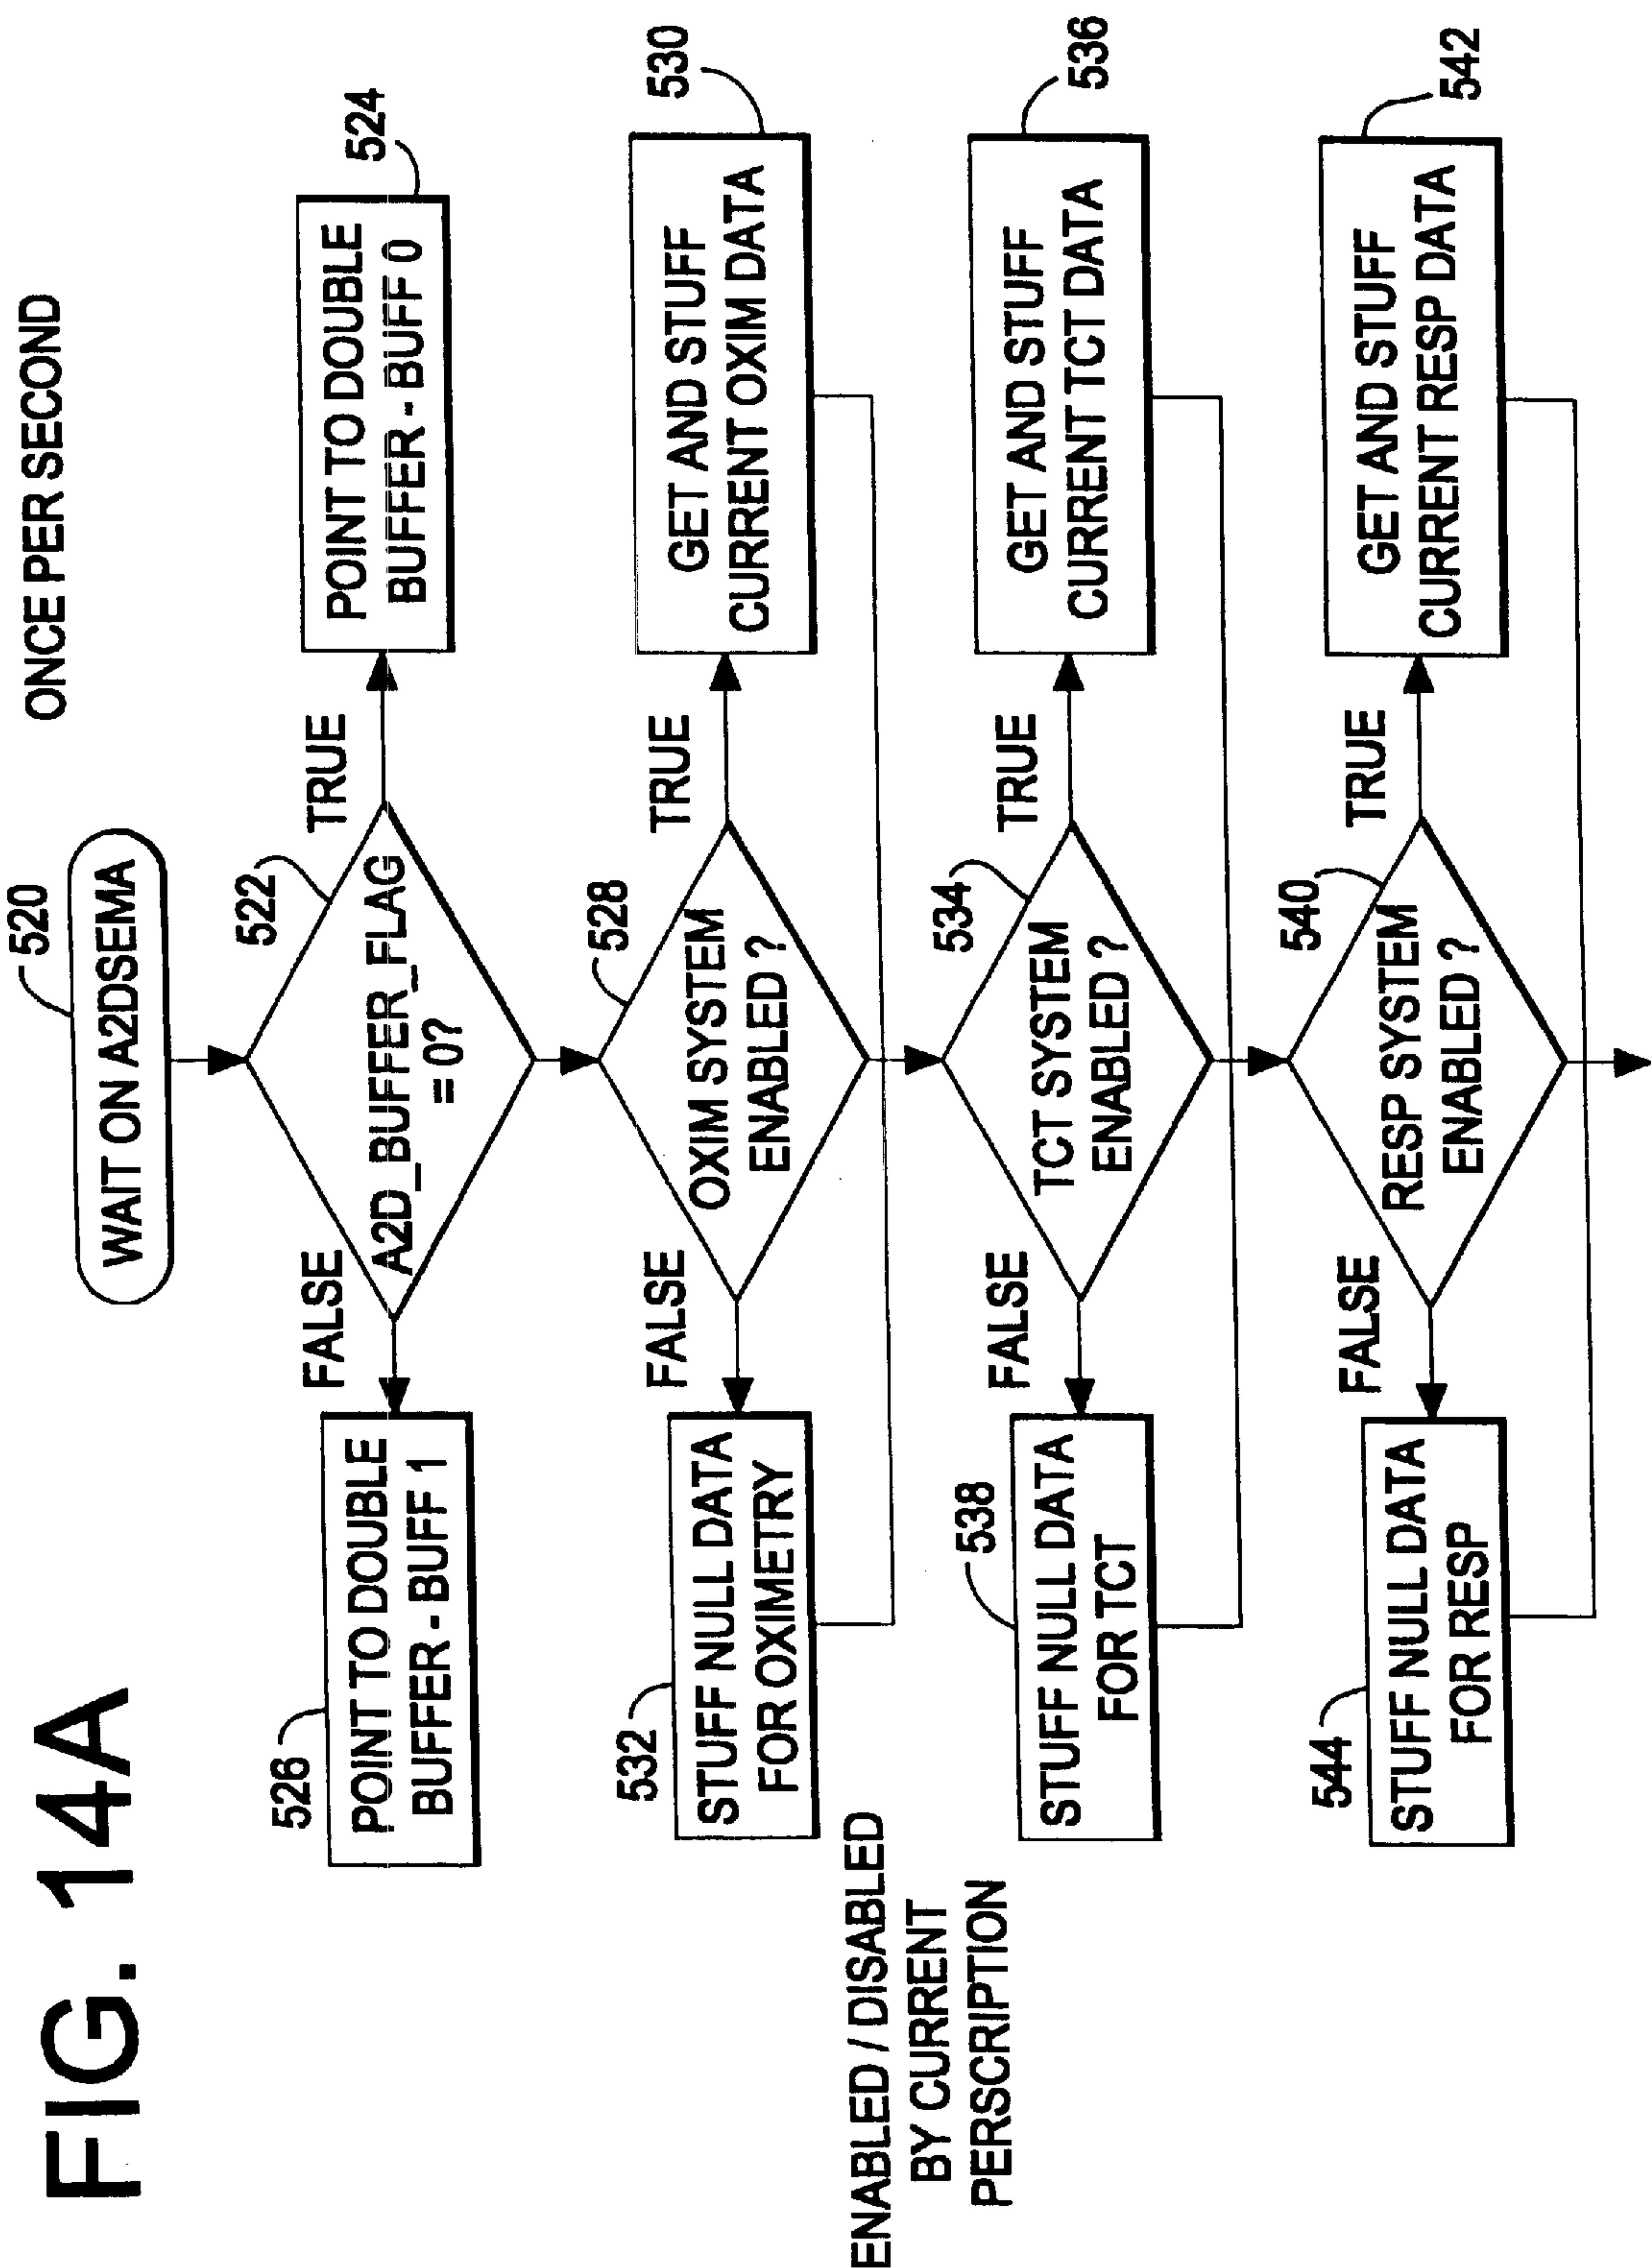 FIG. 14A
ONCE PER SECOND
520
WAIT ON A2DSEMA
522
A2D_BUFFER_FLAG
= 0?
TRUE
524
POINT TO DOUBLE
BUFFER - BUFF 0
FALSE
526
POINT TO DOUBLE
BUFFER - BUFF 1
528
OXIM SYSTEM
ENABLED ?
TRUE
530
GET AND STUFF
CURRENT OXIM DATA
FALSE
532
STUFF NULL DATA
FOR OXIMETRY
ENABLED / DISABLED
BY CURRENT
PERSCRIPTION
534
TCT SYSTEM
ENABLED ?
TRUE
536
GET AND STUFF
CURRENT TCT DATA
FALSE
538
STUFF NULL DATA
FOR TCT
540
RESP SYSTEM
ENABLED ?
TRUE
542
GET AND STUFF
CURRENT RESP DATA
FALSE
544
STUFF NULL DATA
FOR RESP